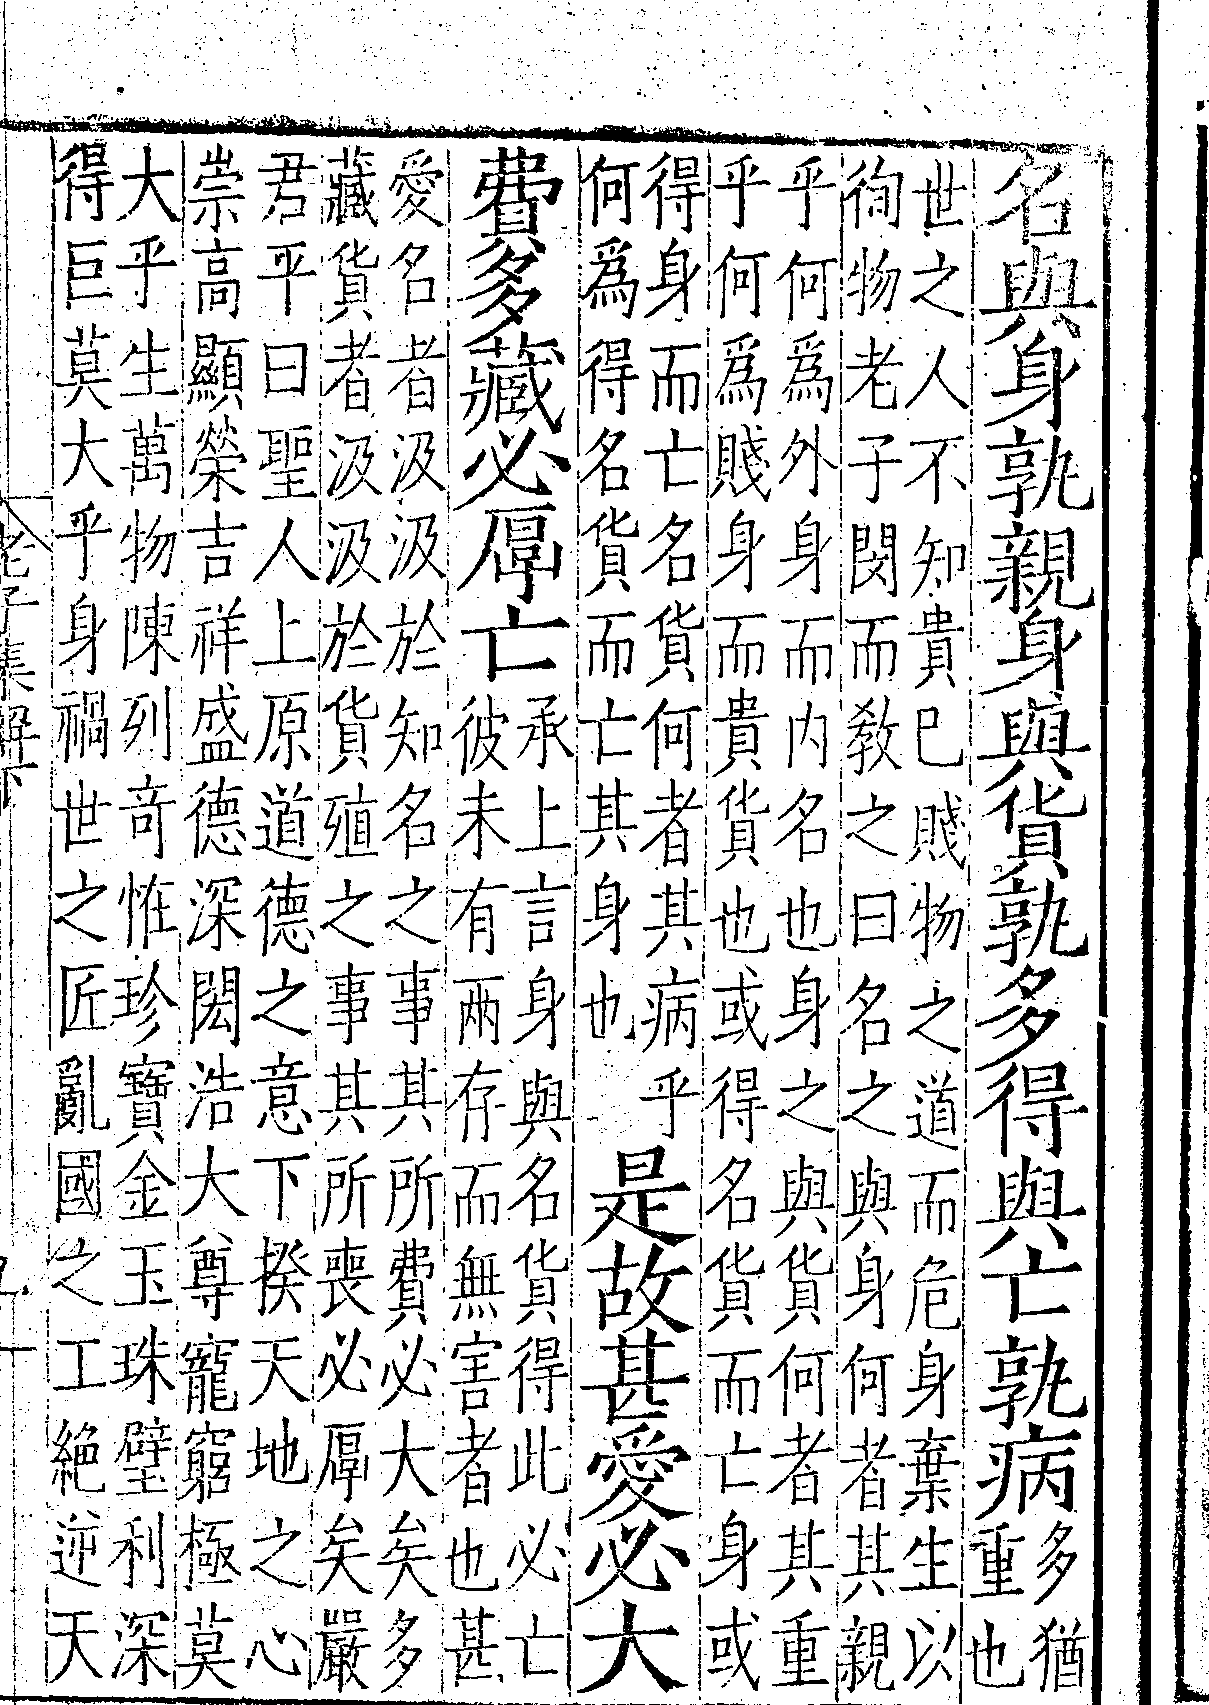 名與身孰親身與貨孰多得與亡孰病多猶
重也
世之人不知貴已賤物之道而危身棄生以
徇物老子閔而教之曰名之與身何者其親
乎何爲外身而内名也身之與貨何者其重
乎何爲賤身而貴貨也或得名貨而亡身或
得身而亡名貨何者其病乎
何爲得名貨而亡其身也
是故甚愛必大
費多藏必厚亡
承上言身與名貨得此必亡
彼未有兩存而無害者也甚
愛名者汲汲於知名之事其所費必大矣多
藏貨者汲汲於貨殖之事其所喪必厚矣嚴
君平曰聖人上原道德之意下揆天地之心
崇高顯榮吉祥盛德深閎浩大尊寵窮極莫
大乎生萬物陳列奇恠珍寶金玉珠璧利深
得巨莫大乎身禍世之匠亂國之工絶逆天
老子集解下